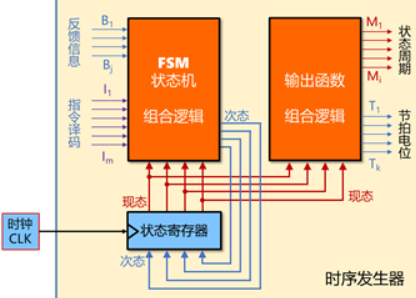 反馈信息
B1
Bj
指令译码
I1
Im
FSM
状态机
组合逻辑
次态
输出函数
组合逻辑
M1
Mi
状态周期
T1
Tk
节拍电位
现态
现态
时钟
CLK
状态寄存器
次态
时序发生器